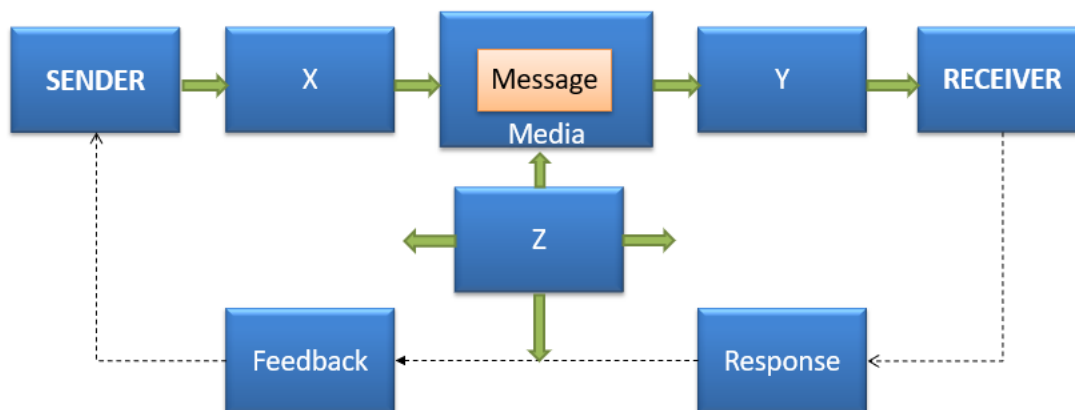 SENDER
X
Message
Media
Y
RECEIVER
Z
Feedback
Response